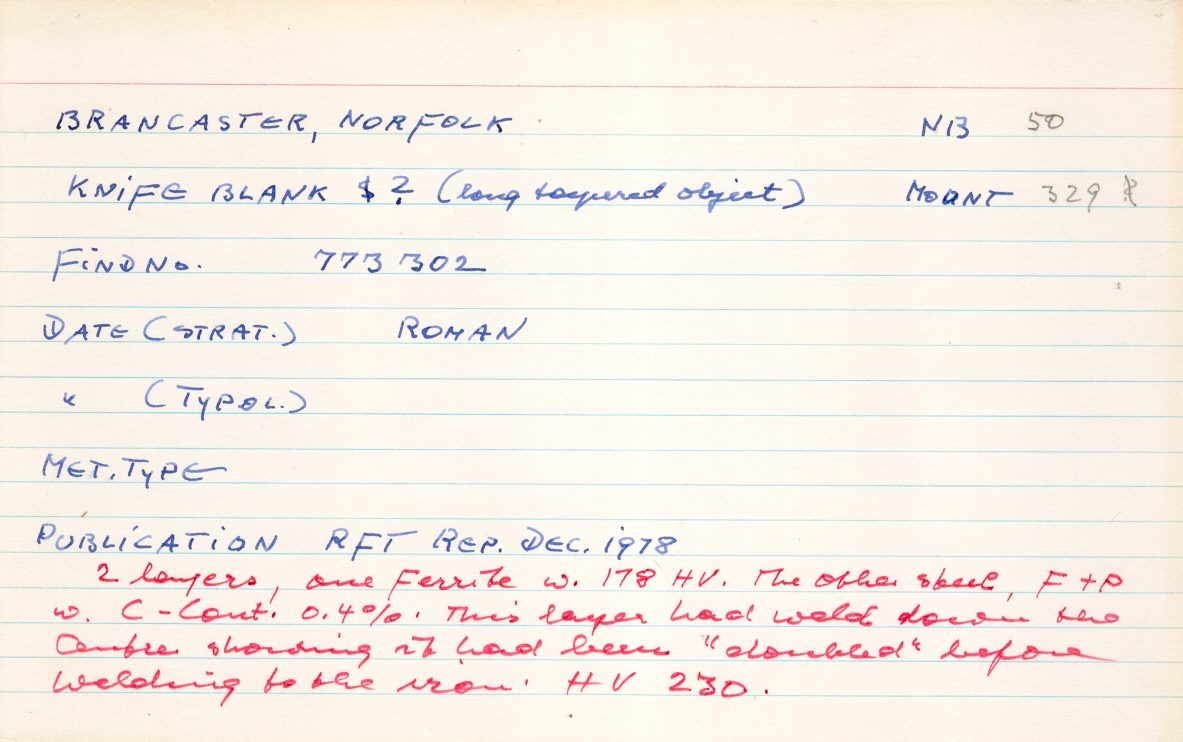 BRANCASTER, NORFOLK NB 50
KNIFE BLANK ? (long tapered object) MOUNT 329
FIND No. 773 302
DATE (STRAT.) ROMAN
" (TYPOL.)
MET. TYPE
PUBLICATION RFT REP. DEC. 1978
2 layers, one Ferrite w. 178 HV. The other steel, F+P
w. C-Cont. 0.4%. This layer had weld down the
Centre showing it had been "doubled" before
welding to the iron. HV 230.